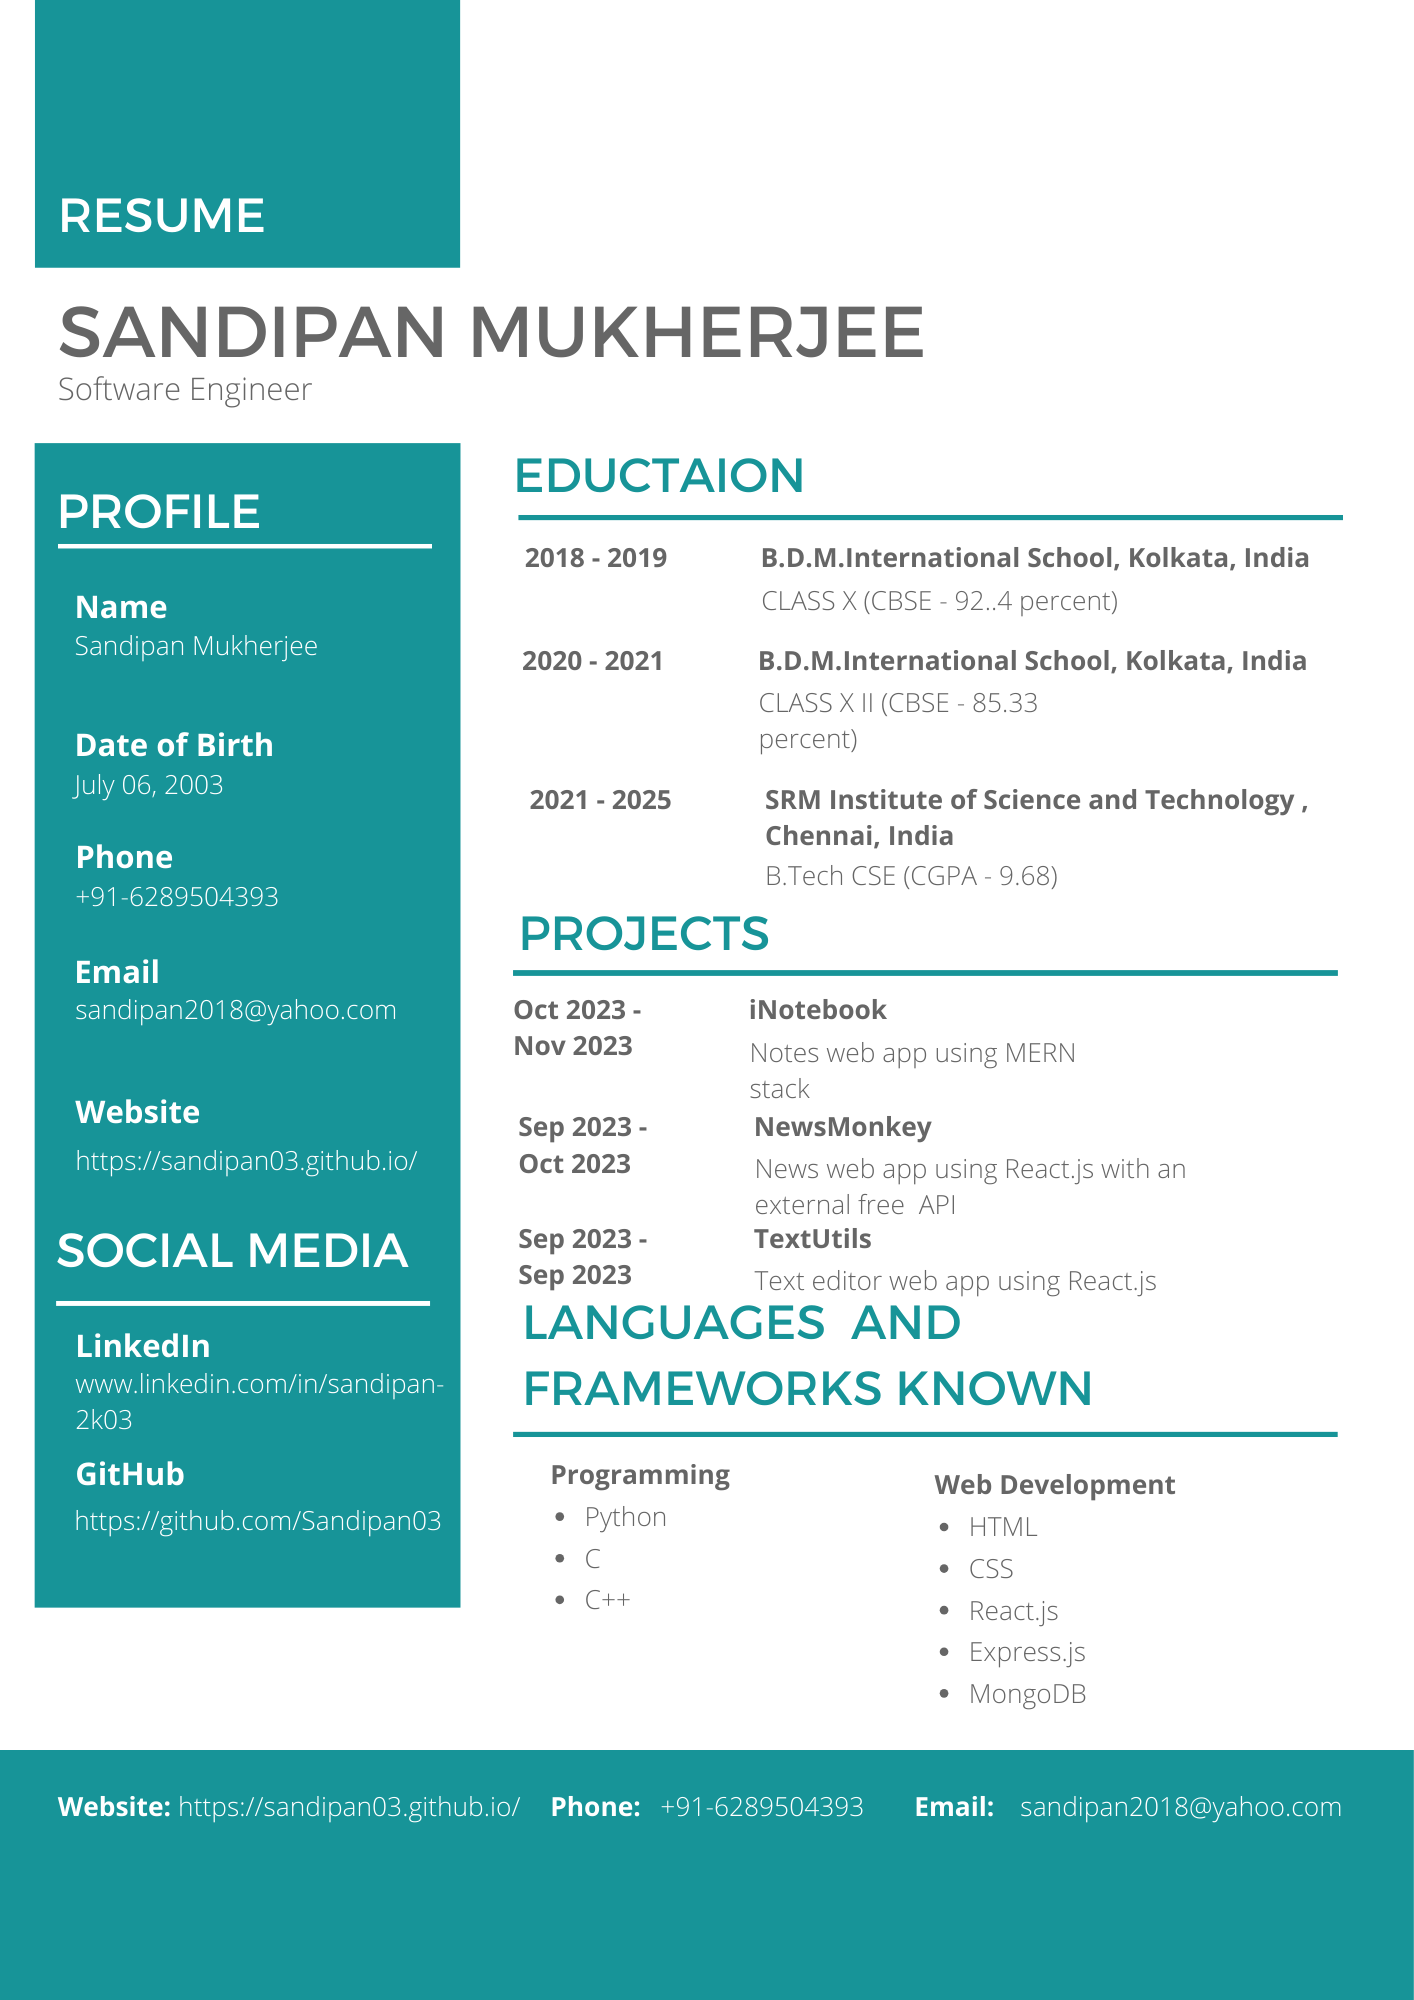 RESUME
SANDIPAN MUKHERJEE
Software Engineer
PROFILE
Name
Sandipan Mukherjee
Date of Birth
July 06, 2003
Phone
+91-6289504393
Email
sandipan2018@yahoo.com
Website
https://sandipan03.github.io/
SOCIAL MEDIA
LinkedIn
www.linkedin.com/in/sandipan-
2k03
GitHub
https://github.com/Sandipan03
EDUCTAION
2018 - 2019
B.D.M.International School, Kolkata, India
CLASS X (CBSE - 92..4 percent)
2020 - 2021
B.D.M.International School, Kolkata, India
CLASS X II (CBSE - 85.33
percent)
2021 - 2025
SRM Institute of Science and Technology ,
Chennai, India
B.Tech CSE (CGPA - 9.68)
PROJECTS
Oct 2023 -
Nov 2023
iNotebook
Notes web app using MERN
stack
Sep 2023 -
Oct 2023
NewsMonkey
News web app using React.js with an
external free  API
Sep 2023 -
Sep 2023
TextUtils
Text editor web app using React.js
LANGUAGES  AND
FRAMEWORKS KNOWN
Programming
• Python
• C
• C++
Web Development
• HTML
• CSS
• React.js
• Express.js
• MongoDB
Website: https://sandipan03.github.io/ Phone: +91-6289504393 Email: sandipan2018@yahoo.com